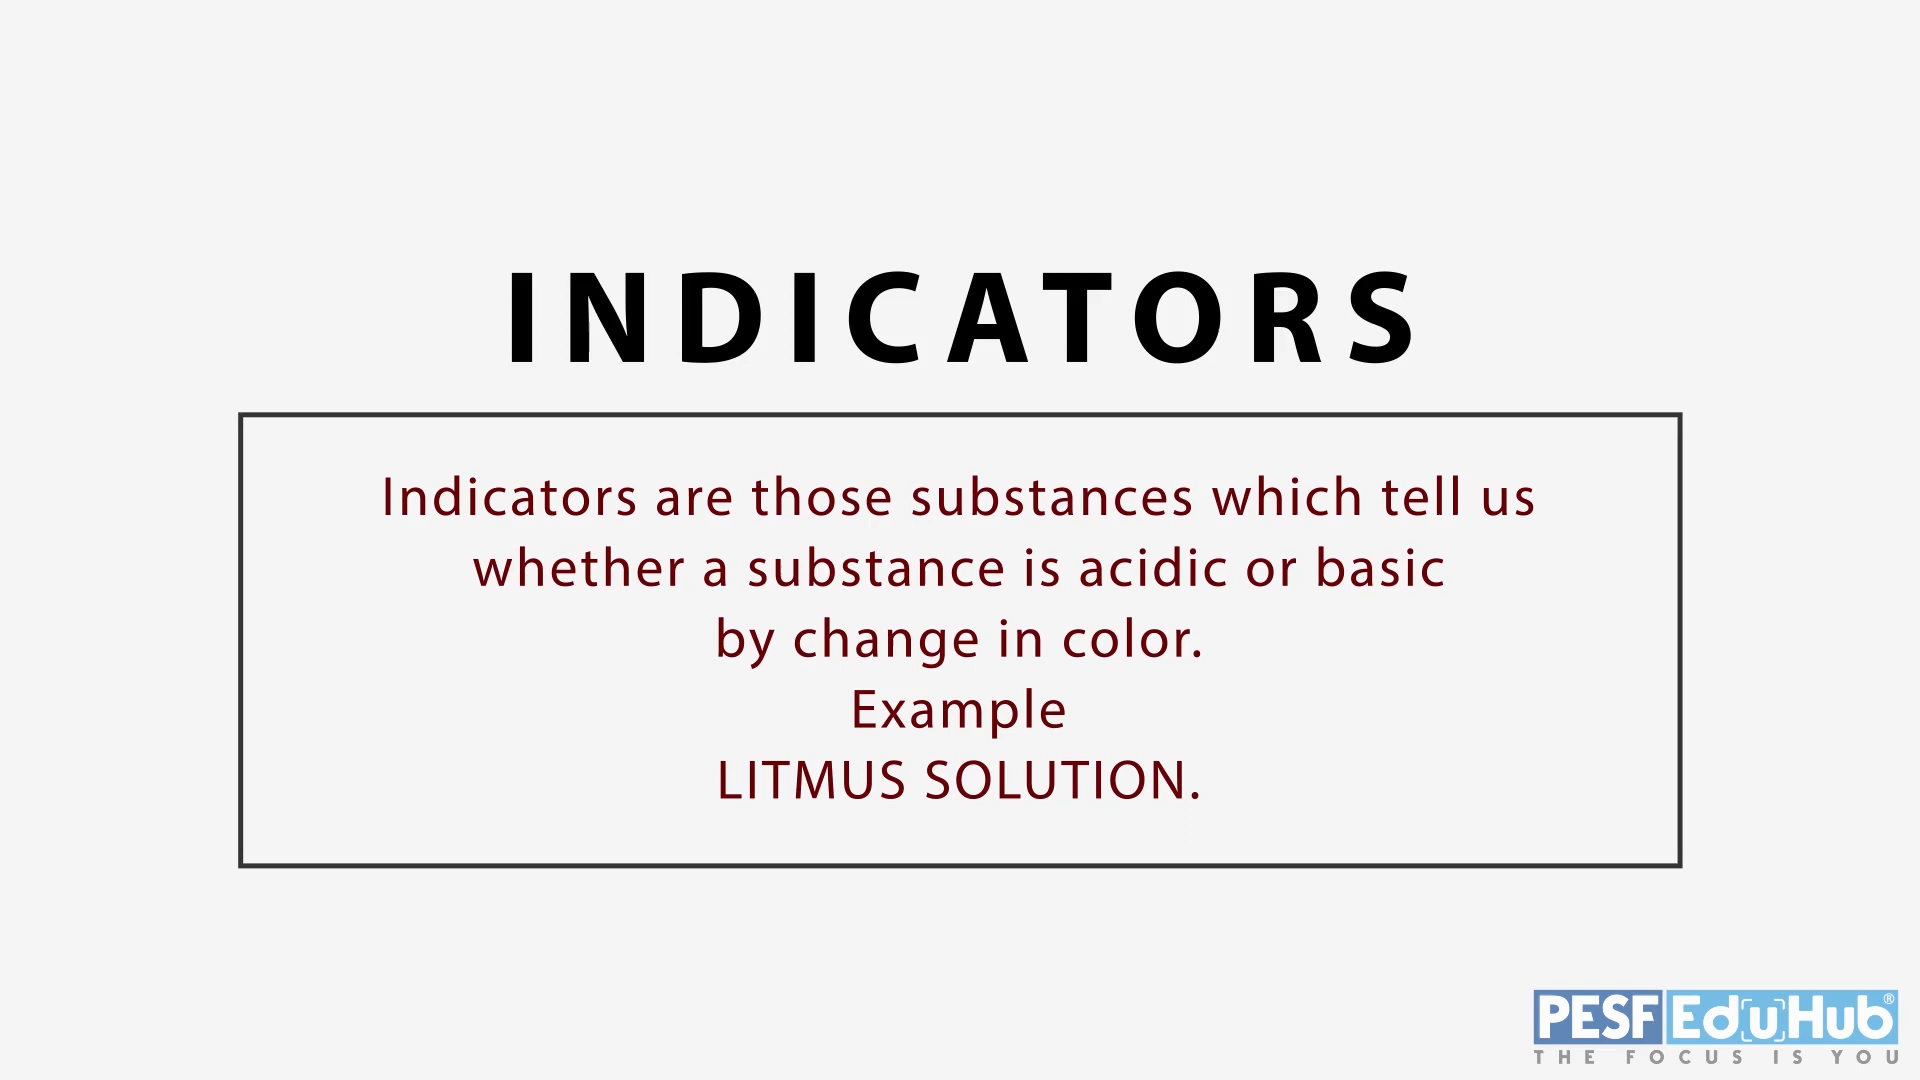 INDICATORS
Indicators are those substances which tell us
whether a substance is acidic or basic
by change in color.
Example
LITMUS SOLUTION.
PESF EduHub®
THE FOCUS IS YOU